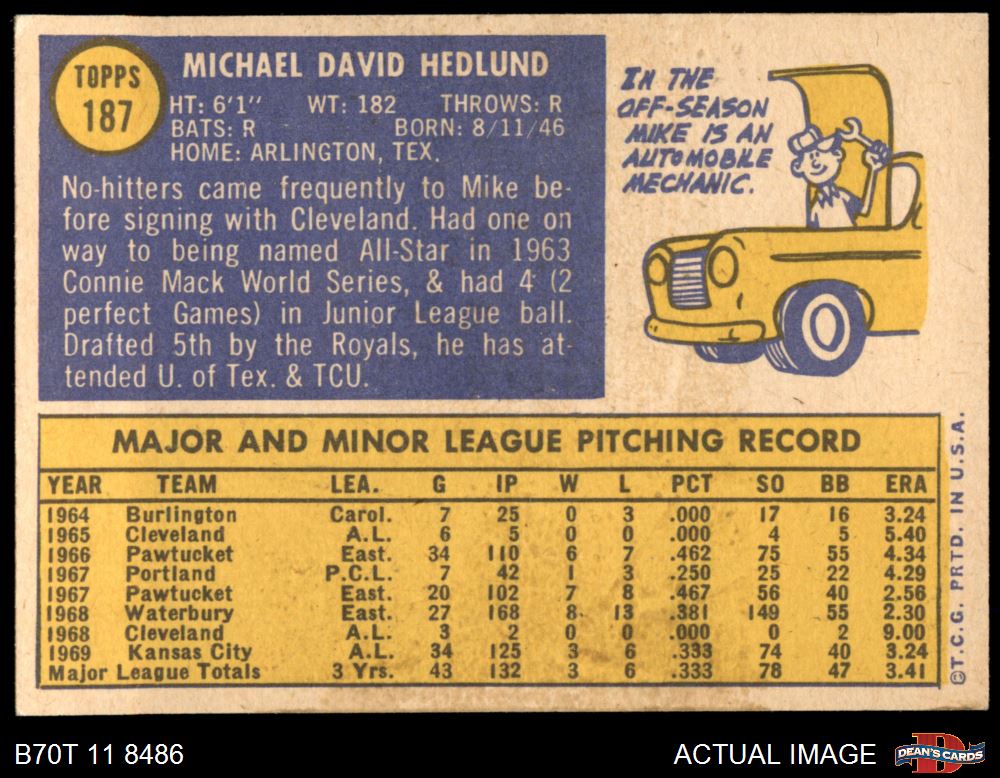 TOPPS
187
MICHAEL DAVID HEDLUND
HT: 6'1" WT: 182 THROWS: R
BATS: R BORN: 8/11/46
HOME: ARLINGTON, TEX.
No-hitters came frequently to Mike be-
fore signing with Cleveland. Had one on
way to being named All-Star in 1963
Connie Mack World Series, & had 4 (2
perfect Games) in Junior League ball.
Drafted 5th by the Royals, he has at-
tended U. of Tex. & TCU.
IN THE
OFF-SEASON
MIKE IS AN
AUTOMOBILE
MECHANIC.
MAJOR AND MINOR LEAGUE PITCHING RECORD
YEAR TEAM LEA. G IP W L PCT SO BB ERA
1964 Burlington Carol. 7 25 0 3 .000 17 16 3.24
1965 Cleveland A.L. 6 5 0 0 .000 4 5 5.40
1966 Pawtucket East. 34 110 6 7 .462 75 55 4.34
1967 Portland P.C.L. 7 42 1 3 .250 25 22 4.29
1967 Pawtucket East. 20 102 7 8 .467 56 40 2.56
1968 Waterbury East. 27 168 8 13 .381 149 55 2.30
1968 Cleveland A.L. 3 2 0 0 .000 0 2 9.00
1969 Kansas City A.L. 34 125 3 6 .333 74 40 3.24
Major League Totals 3 Yrs. 43 132 3 6 .333 78 47 3.41
©T.C.G. PRTD. IN U.S.A.
B70T 11 8486
ACTUAL IMAGE
DEAN'S CARDS